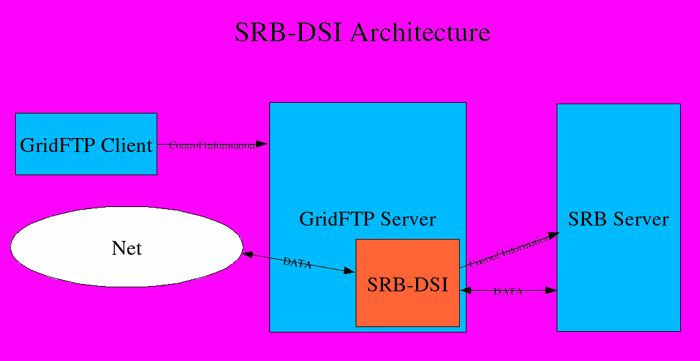 SRB-DSI Architecture
GridFTP Client
Control Information
GridFTP Server
SRB Server
Net
DATA
SRB-DSI
Control Information
DATA